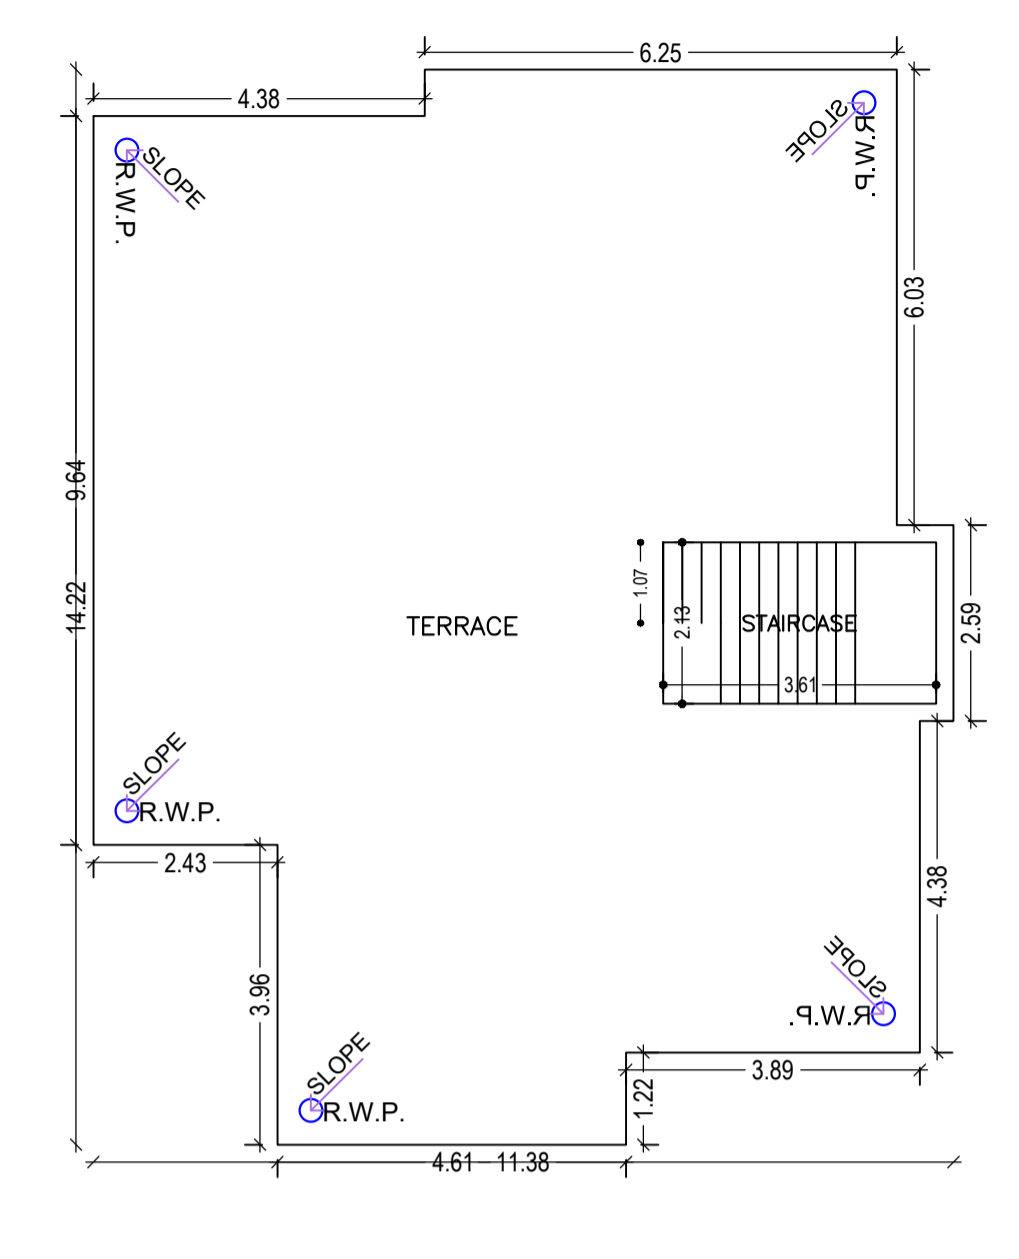 6.25
4.38
SLOPE
R.W.P.
SLOPE
R.W.P.
6.03
9.64
14.22
1.07
2.13
STAIRCASE
3.61
2.59
TERRACE
SLOPE
R.W.P.
2.43
4.38
3.96
SLOPE
R.W.P.
SLOPE
R.W.P.
3.89
1.22
4.61
11.38